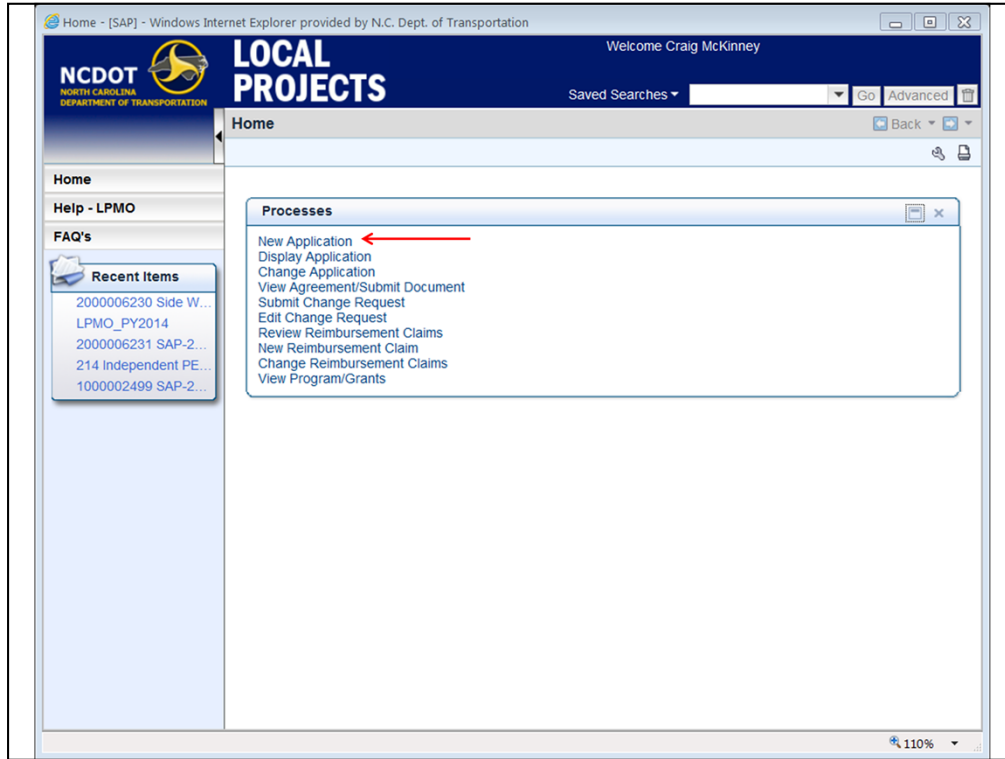 Home - [SAP] - Windows Internet Explorer provided by N.C. Dept. of Transportation
NCDOT
NORTH CAROLINA
DEPARTMENT OF TRANSPORTATION
LOCAL
PROJECTS
Welcome Craig McKinney
Saved Searches Go Advanced
Home Back
Home
Help - LPMO
FAQ's
Recent Items
2000006230 Side W...
LPMO_PY2014
2000006231 SAP-2...
214 Independent PE...
1000002499 SAP-2...
Processes
New Application
Display Application
Change Application
View Agreement/Submit Document
Submit Change Request
Edit Change Request
Review Reimbursement Claims
New Reimbursement Claim
Change Reimbursement Claims
View Program/Grants
110%